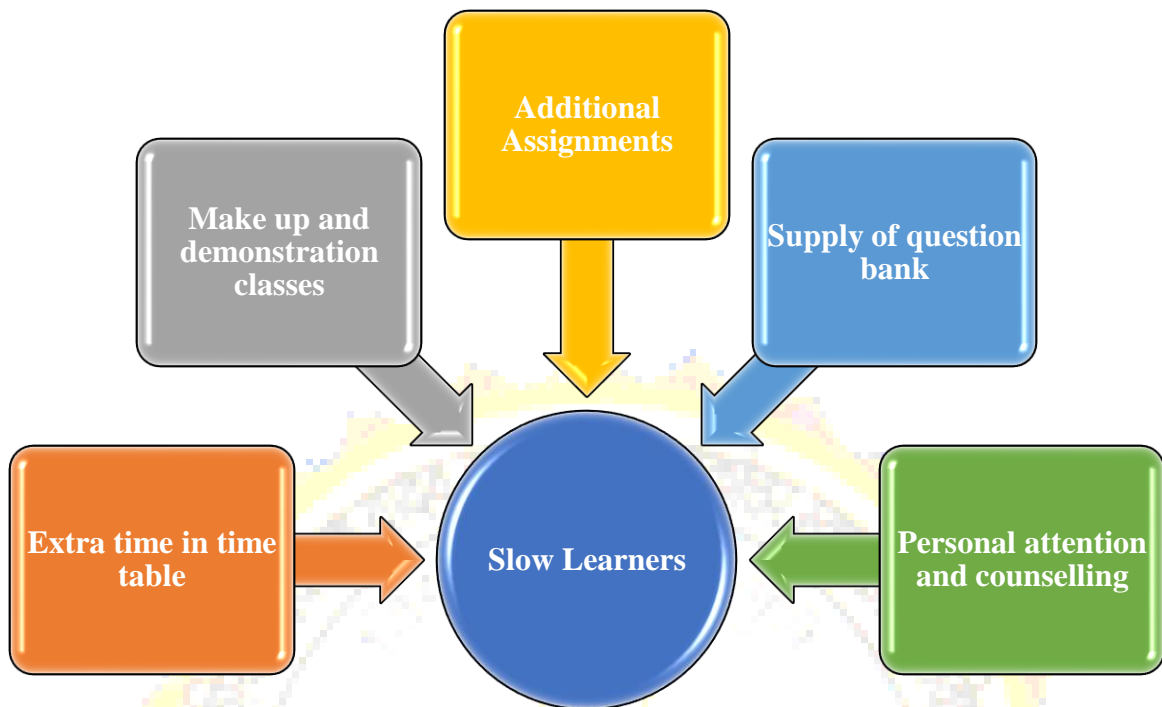 Additional
Assignments
Make up and
demonstration
classes
Supply of question
bank
Extra time in time
table
Slow Learners
Personal attention
and counselling